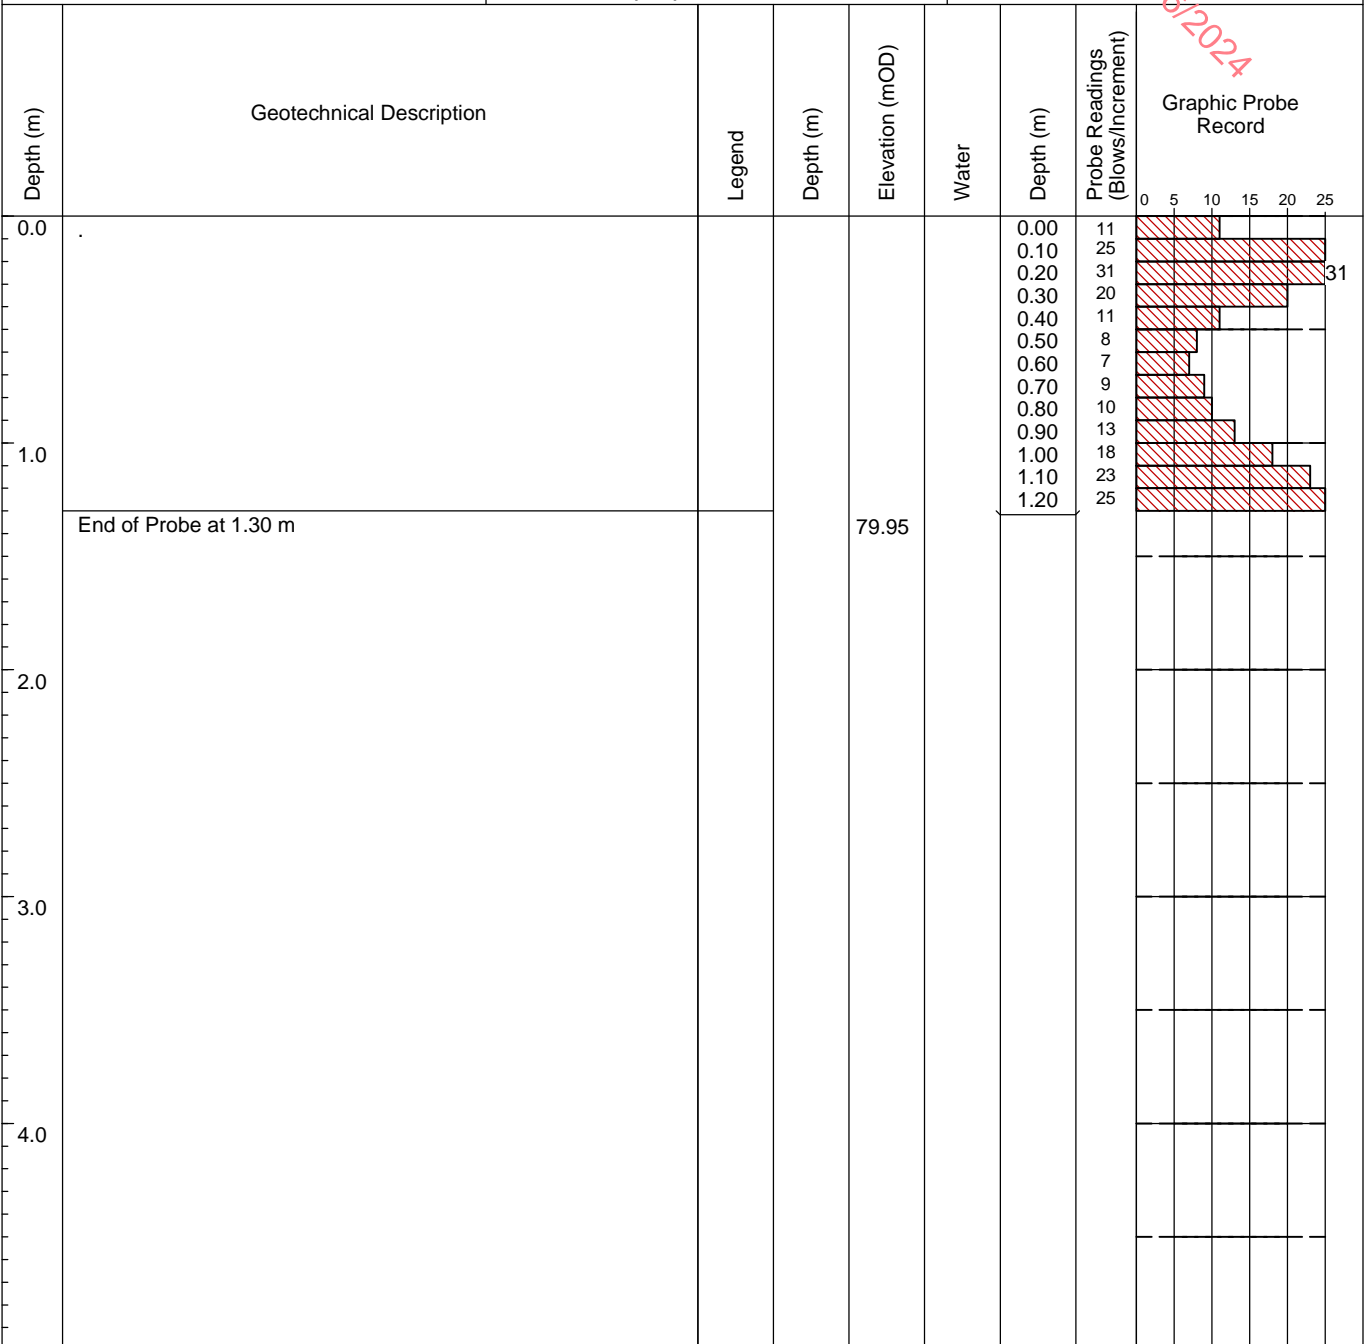 6/2024
Depth (m)
Geotechnical Description
Legend
Depth (m)
Elevation (mOD)
Water
Depth (m)
Probe Readings
(Blows/Increment)
Graphic Probe
Record
0 5 10 15 20 25
0.0 . 0.00 11
0.10 25
0.20 31 31
0.30 20
0.40 11
0.50 8
0.60 7
0.70 9
0.80 10
0.90 13
1.0 1.00 18
1.10 23
1.20 25
End of Probe at 1.30 m 79.95
2.0
3.0
4.0